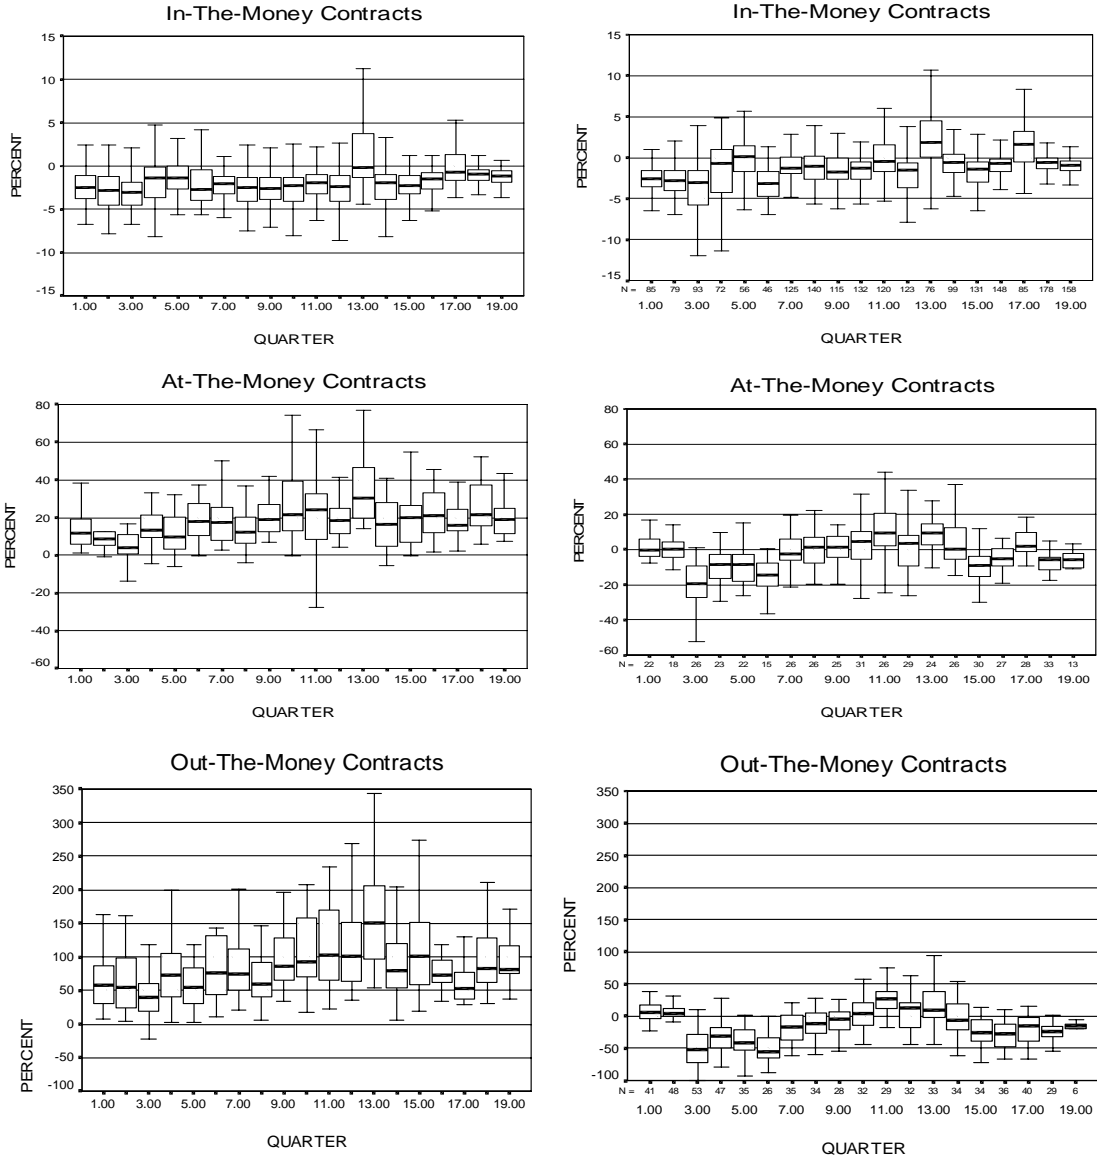 In-The-Money Contracts
15
10
5
0
-5
-10
-15
PERCENT
1.00 3.00 5.00 7.00 9.00 11.00 13.00 15.00 17.00 19.00
QUARTER
In-The-Money Contracts
15
10
5
0
-5
-10
-15
PERCENT
N = 85 79 93 72 56 46 125 140 115 132 120 123 76 99 131 148 85 178 158
1.00 3.00 5.00 7.00 9.00 11.00 13.00 15.00 17.00 19.00
QUARTER
At-The-Money Contracts
80
60
40
20
0
-20
-40
-60
PERCENT
1.00 3.00 5.00 7.00 9.00 11.00 13.00 15.00 17.00 19.00
QUARTER
At-The-Money Contracts
80
60
40
20
0
-20
-40
-60
PERCENT
N = 22 18 26 23 22 15 26 26 25 31 26 29 24 26 30 27 28 33 13
1.00 3.00 5.00 7.00 9.00 11.00 13.00 15.00 17.00 19.00
QUARTER
Out-The-Money Contracts
350
300
250
200
150
100
50
0
-50
-100
PERCENT
1.00 3.00 5.00 7.00 9.00 11.00 13.00 15.00 17.00 19.00
QUARTER
Out-The-Money Contracts
350
300
250
200
150
100
50
0
-50
-100
PERCENT
N = 41 48 53 47 35 26 35 34 28 32 29 32 33 34 36 40 29 6
1.00 3.00 5.00 7.00 9.00 11.00 13.00 15.00 17.00 19.00
QUARTER